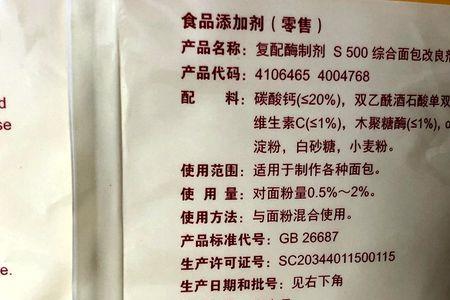 食品添加剂（零售）
产品名称：复配酶制剂 S 500 综合面包改良剂
产品代码：4106465 4004768
配 料：碳酸钙(≤20%)，双乙酰酒石酸单双
维生素C(≤1%)，木聚糖酶(≤1%)，α
淀粉，白砂糖，小麦粉。
使用范围：适用于制作各种面包。
使 用 量：对面粉量0.5%～2%。
使用方法：与面粉混合使用。
产品标准代号：GB 26687
生产许可证号：SC20344011500115
生产日期和批号：见右下角
d
se
e.